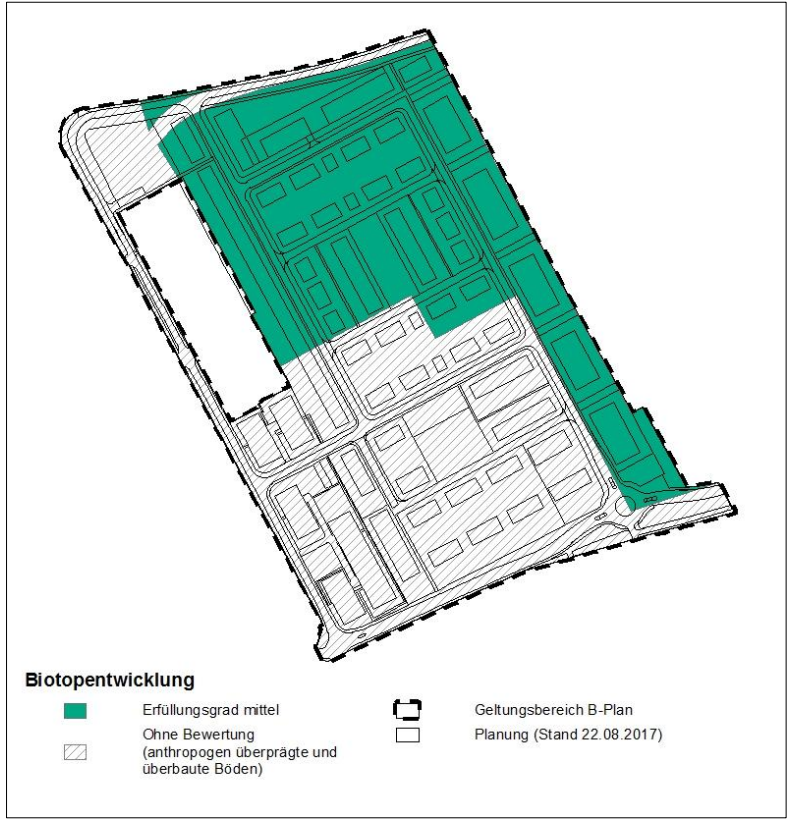 Biotopentwicklung
Erfüllungsgrad mittel
Ohne Bewertung
(anthropogen überprägte und
überbaute Böden)
Geltungsbereich B-Plan
Planung (Stand 22.08.2017)